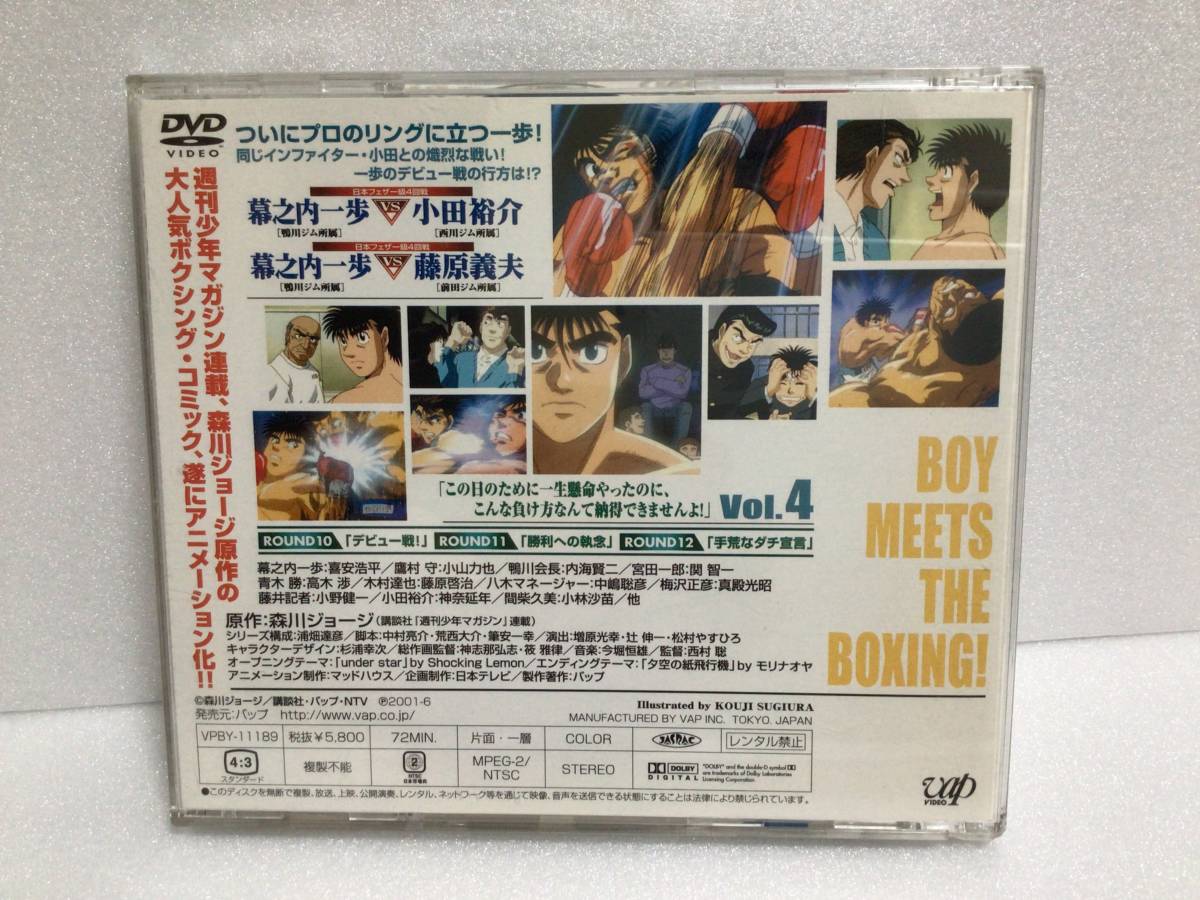 DVD
VIDEO
週刊少年マガジン連載、森川ジョージ原作の
大人気ボクシング・コミック、遂にアニメーション化!!
ついにプロのリングに立つ一歩!
同じインファイター・小田との熾烈な戦い!
一歩のデビュー戦の行方は!?
日本フェザー級4回戦
幕之内一歩 VS 小田裕介
[鴨川ジム所属] [西川ジム所属]
日本フェザー級4回戦
幕之内一歩 VS 藤原義夫
[鴨川ジム所属] [前田ジム所属]
「この日のために一生懸命やったのに、
こんな負け方なんて納得できませんよ!」 Vol.4
ROUND10 「デビュー戦!」 ROUND11 「勝利への執念」 ROUND12 「手荒なダチ宣言」
幕之内一歩:喜安浩平/鷹村 守:小山力也/鴨川会長:内海賢二/宮田一郎:関 智一
青木 勝:高木 渉/木村達也:藤原啓治/八木マネージャー:中嶋聡彦/梅沢正彦:真殿光昭
藤井記者:小野健一/小田裕介:神奈延年/間柴久美:小林沙苗/他
原作:森川ジョージ(講談社「週刊少年マガジン」連載)
シリーズ構成:浦畑達彦/脚本:中村亮介・荒西大介・筆安一幸/演出:増原光幸・辻 伸一・松村やすひろ
キャラクターデザイン:杉浦幸次/総作画監督:神志那弘志・筱 雅律/音楽:今堀恒雄/監督:西村 聡
オープニングテーマ:「under star」by Shocking Lemon/エンディングテーマ:「夕空の紙飛行機」by モリナオヤ
アニメーション制作:マッドハウス/企画制作:日本テレビ/製作著作:バップ
BOY
MEETS
THE
BOXING!
©森川ジョージ/講談社・バップ・NTV ℗2001-6
Illustrated by KOUJI SUGIURA
発売元:バップ http://www.vap.co.jp/
MANUFACTURED BY VAP INC. TOKYO. JAPAN
VPBY-11189 税抜¥5,800 72MIN. 片面・一層 COLOR JASRAC レンタル禁止
4:3 スタンダード 複製不能 2 NTSC 日本市場向 MPEG-2/NTSC STEREO DOLBY DIGITAL "DOLBY" and the double-D symbol are trademarks of Dolby Laboratories Licensing Corporation
●このディスクを無断で複製、放送、上映、公開演奏、レンタル、ネットワーク等を通じて映像、音声を送信できる状態にすることは法律により禁じられています。
vap
VIDEO